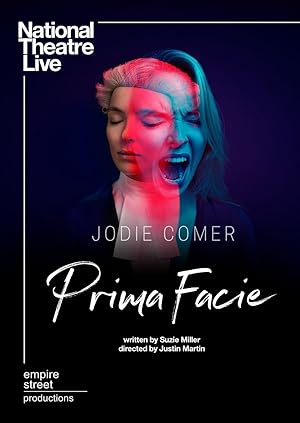 National
Theatre
Live
JODIE COMER
Prima Facie
written by Suzie Miller
directed by Justin Martin
empire
street
productions